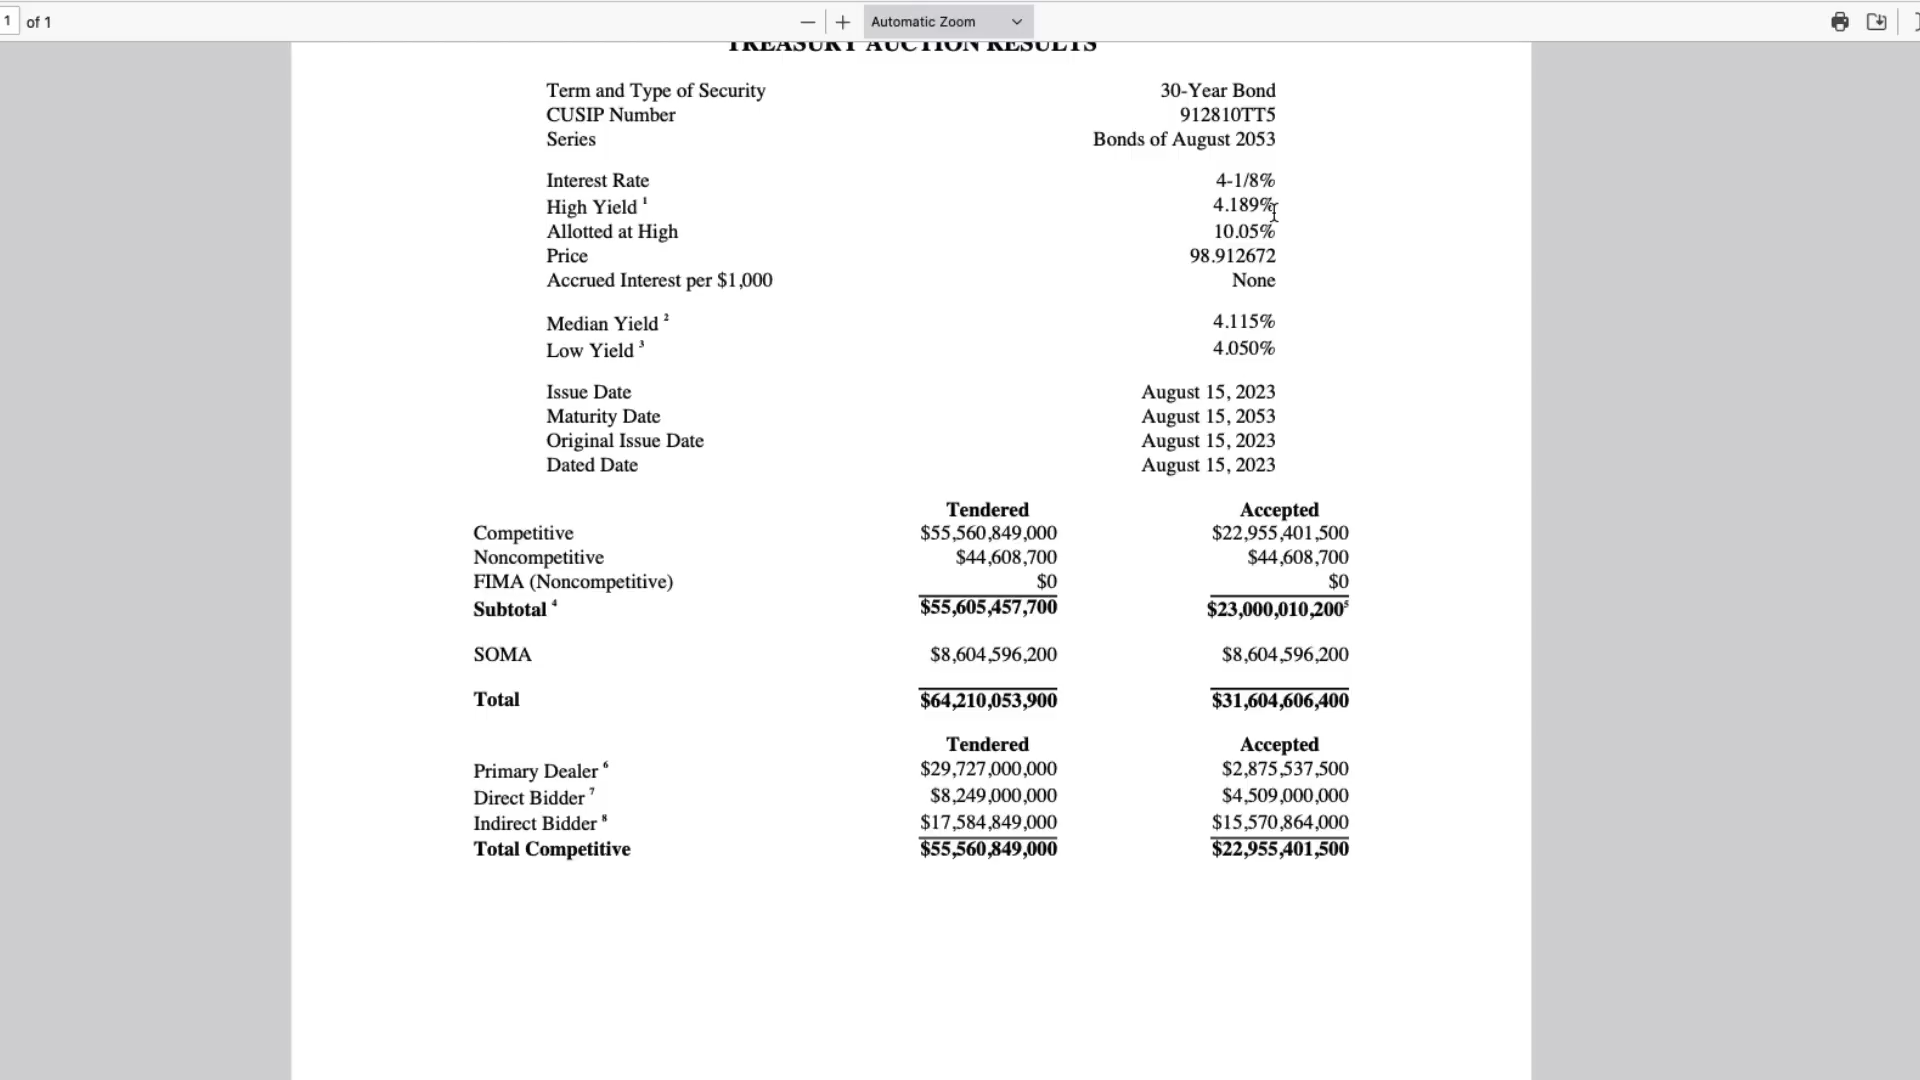 1 of 1 Automatic Zoom
TREASURY AUCTION RESULTS
Term and Type of Security 30-Year Bond
CUSIP Number 912810TT5
Series Bonds of August 2053
Interest Rate 4-1/8%
High Yield 1 4.189%
Allotted at High 10.05%
Price 98.912672
Accrued Interest per $1,000 None
Median Yield 2 4.115%
Low Yield 3 4.050%
Issue Date August 15, 2023
Maturity Date August 15, 2053
Original Issue Date August 15, 2023
Dated Date August 15, 2023
Tendered Accepted
Competitive $55,560,849,000 $22,955,401,500
Noncompetitive $44,608,700 $44,608,700
FIMA (Noncompetitive) $0 $0
Subtotal 4 $55,605,457,700 $23,000,010,200 5
SOMA $8,604,596,200 $8,604,596,200
Total $64,210,053,900 $31,604,606,400
Tendered Accepted
Primary Dealer 6 $29,727,000,000 $2,875,537,500
Direct Bidder 7 $8,249,000,000 $4,509,000,000
Indirect Bidder 8 $17,584,849,000 $15,570,864,000
Total Competitive $55,560,849,000 $22,955,401,500